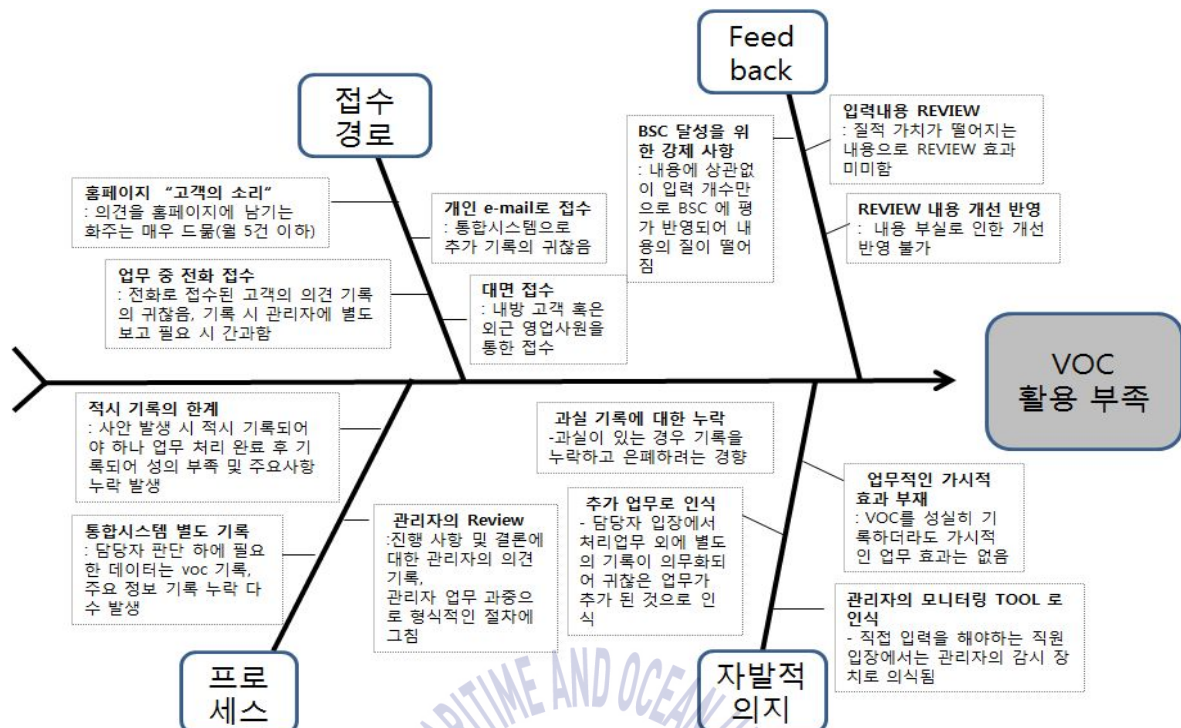 Feed
back
접수
경로
입력내용 REVIEW
: 질적 가치가 떨어지는
내용으로 REVIEW 효과
미미함
BSC 달성을 위
한 강제 사항
: 내용에 상관없
이 입력 개수만
으로 BSC 에 평
가 반영되어 내
용의 질이 떨어
짐
REVIEW 내용 개선 반영
: 내용 부실로 인한 개선
반영 불가
홈페이지 “고객의 소리“
: 의견을 홈페이지에 남기는
화주는 매우 드뭂(월 5건 이하)
개인 e-mail로 접수
: 통합시스템으로
추가 기록의 귀찮음
업무 중 전화 접수
: 전화로 접수된 고객의 의견 기록
의 귀찮음, 기록 시 관리자에 별도
보고 필요 시 간과함
대면 접수
: 내방 고객 혹은
외근 영업사원을
통한 접수
VOC
활용 부족
적시 기록의 한계
: 사안 발생 시 적시 기록되어
야 하나 업무 처리 완료 후 기
록되어 성의 부족 및 주요사항
누락 발생
과실 기록에 대한 누락
-과실이 있는 경우 기록을
누락하고 은폐하려는 경향
업무적인 가시적
효과 부재
: VOC를 성실히 기
록하더라도 가시적
인 업무 효과는 없음
통합시스템 별도 기록
: 담당자 판단 하에 필요
한 데이터는 voc 기록,
주요 정보 기록 누락 다
수 발생
관리자의 Review
:진행 사항 및 결론에
대한 관리자의 의견
기록,
관리자 업무 과중으
로 형식적인 절차에
그침
추가 업무로 인식
- 담당자 입장에서
처리업무 외에 별도
의 기록이 의무화되
어 귀찮은 업무가
추가 된 것으로 인
식
관리자의 모니터링 TOOL 로
인식
- 직접 입력을 해야하는 직원
입장에서는 관리자의 감시 장
치로 의식됨
프로
세스
자발적
의지
MARITIME AND OCEAN